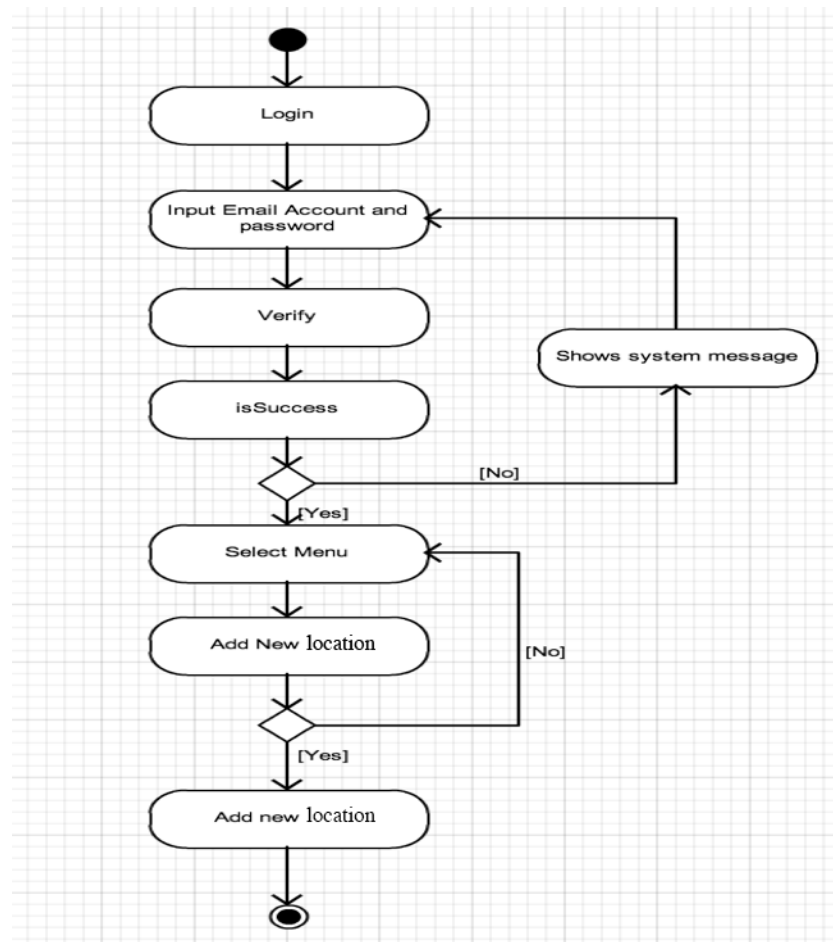 Login
Input Email Account and
password
Verify
Shows system message
isSuccess
[No]
[Yes]
Select Menu
Add New location
[No]
[Yes]
Add new location